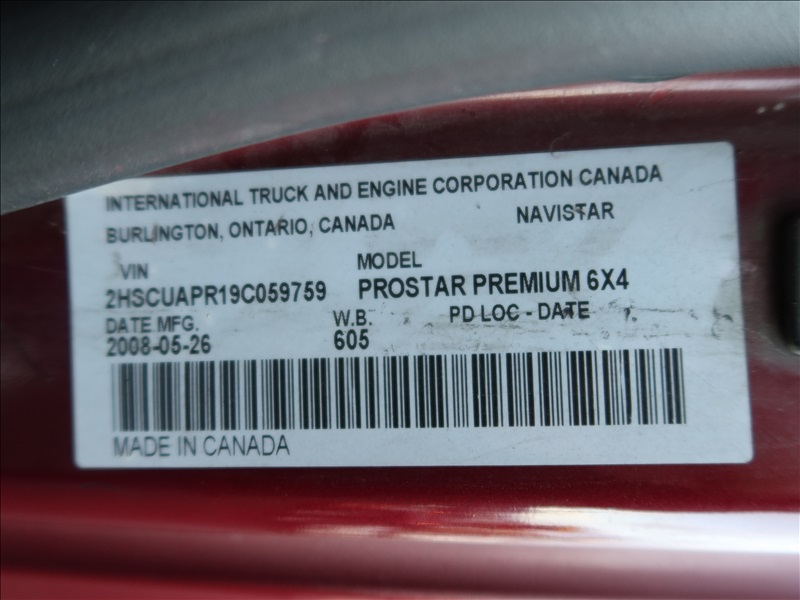 INTERNATIONAL TRUCK AND ENGINE CORPORATION CANADA
BURLINGTON, ONTARIO, CANADA NAVISTAR
VIN MODEL
2HSCUAPR19C059759 PROSTAR PREMIUM 6X4
DATE MFG. W.B. PD LOC - DATE
2008-05-26 605
MADE IN CANADA